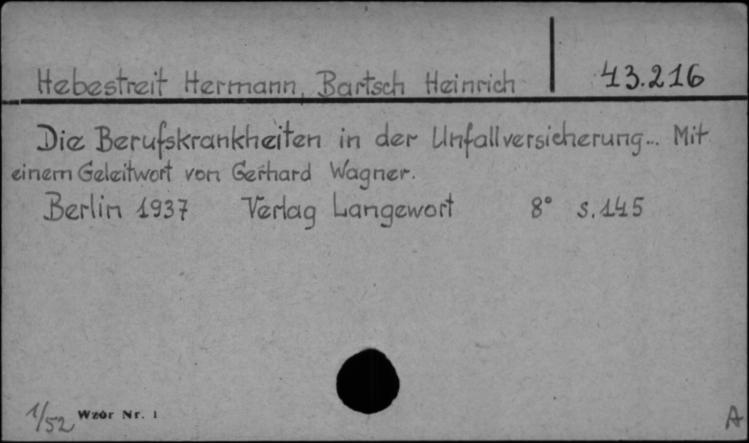 Hebestreit Hermann, Bartsch Heinrich 43.216
Die Berufskrankheiten in der Unfallversicherung... Mit
einem Geleitwort von Gerhard Wagner.
Berlin 1937 Verlag Langewort 8° S. 145
1/52 Wzór Nr. 1 A